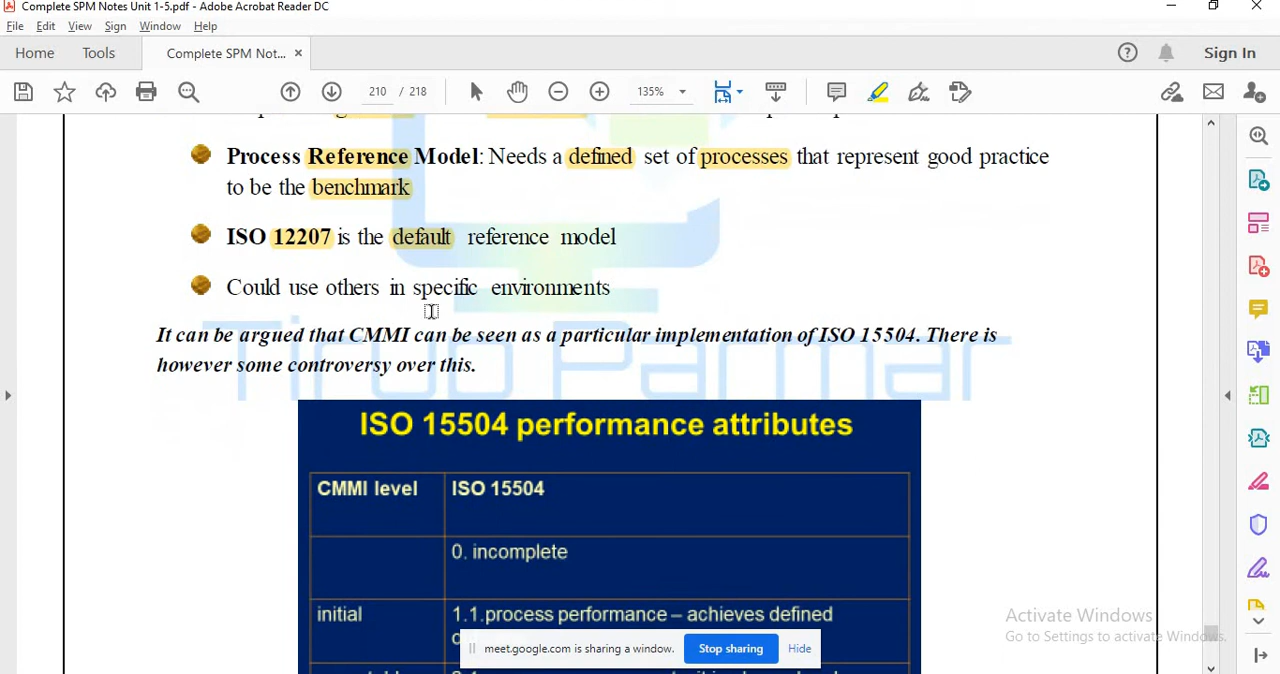 Complete SPM Notes Unit 1-5.pdf - Adobe Acrobat Reader DC
File Edit View Sign Window Help
Home Tools Complete SPM Not... × Sign In
210 / 218 135%
Process Reference Model: Needs a defined set of processes that represent good practice
to be the benchmark
ISO 12207 is the default reference model
Could use others in specific environments
It can be argued that CMMI can be seen as a particular implementation of ISO 15504. There is
however some controversy over this.
Tirup Parmar
ISO 15504 performance attributes
CMMI level ISO 15504
0. incomplete
initial 1.1.process performance – achieves defined
Activate Windows
Go to Settings to activate Windows.
meet.google.com is sharing a window. Stop sharing Hide